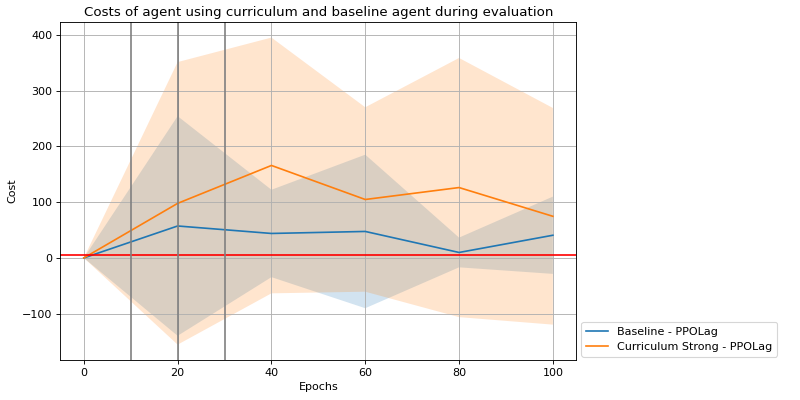 Costs of agent using curriculum and baseline agent during evaluation
400
300
200
100
0
−100
Cost
0 20 40 60 80 100
Epochs
Baseline - PPOLag
Curriculum Strong - PPOLag